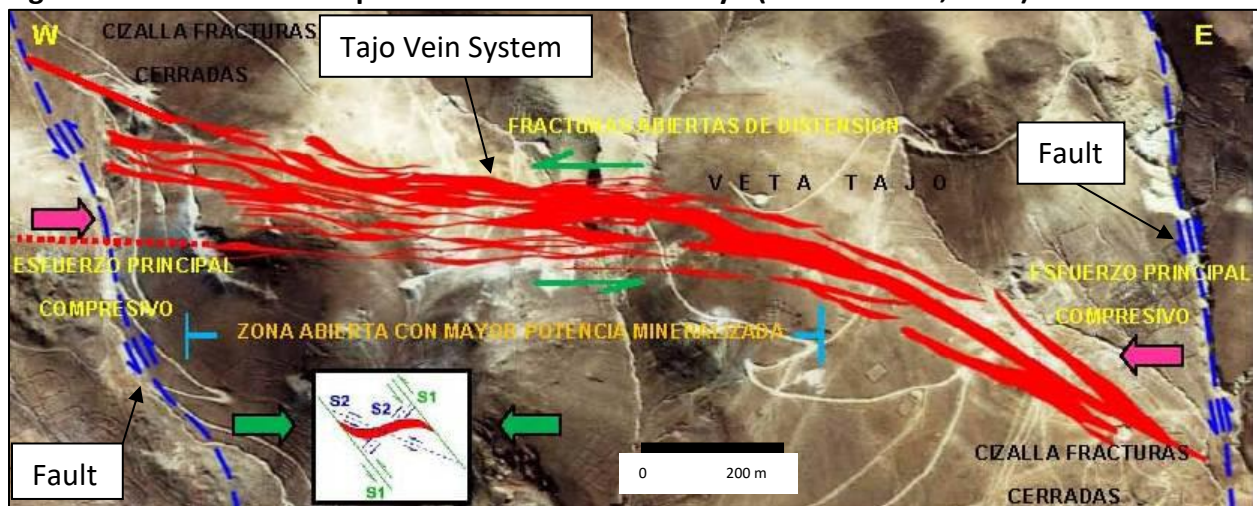 W
CIZALLA FRACTURAS
CERRADAS
Tajo Vein System
E
FRACTURAS ABIERTAS DE DISTENSION
Fault
VETA TAJO
ESFUERZO PRINCIPAL
COMPRESIVO
ESFUERZO PRINCIPAL
COMPRESIVO
ZONA ABIERTA CON MAYOR POTENCIA MINERALIZADA
S2
S2
S1
S1
Fault
0
200 m
CIZALLA FRACTURAS
CERRADAS